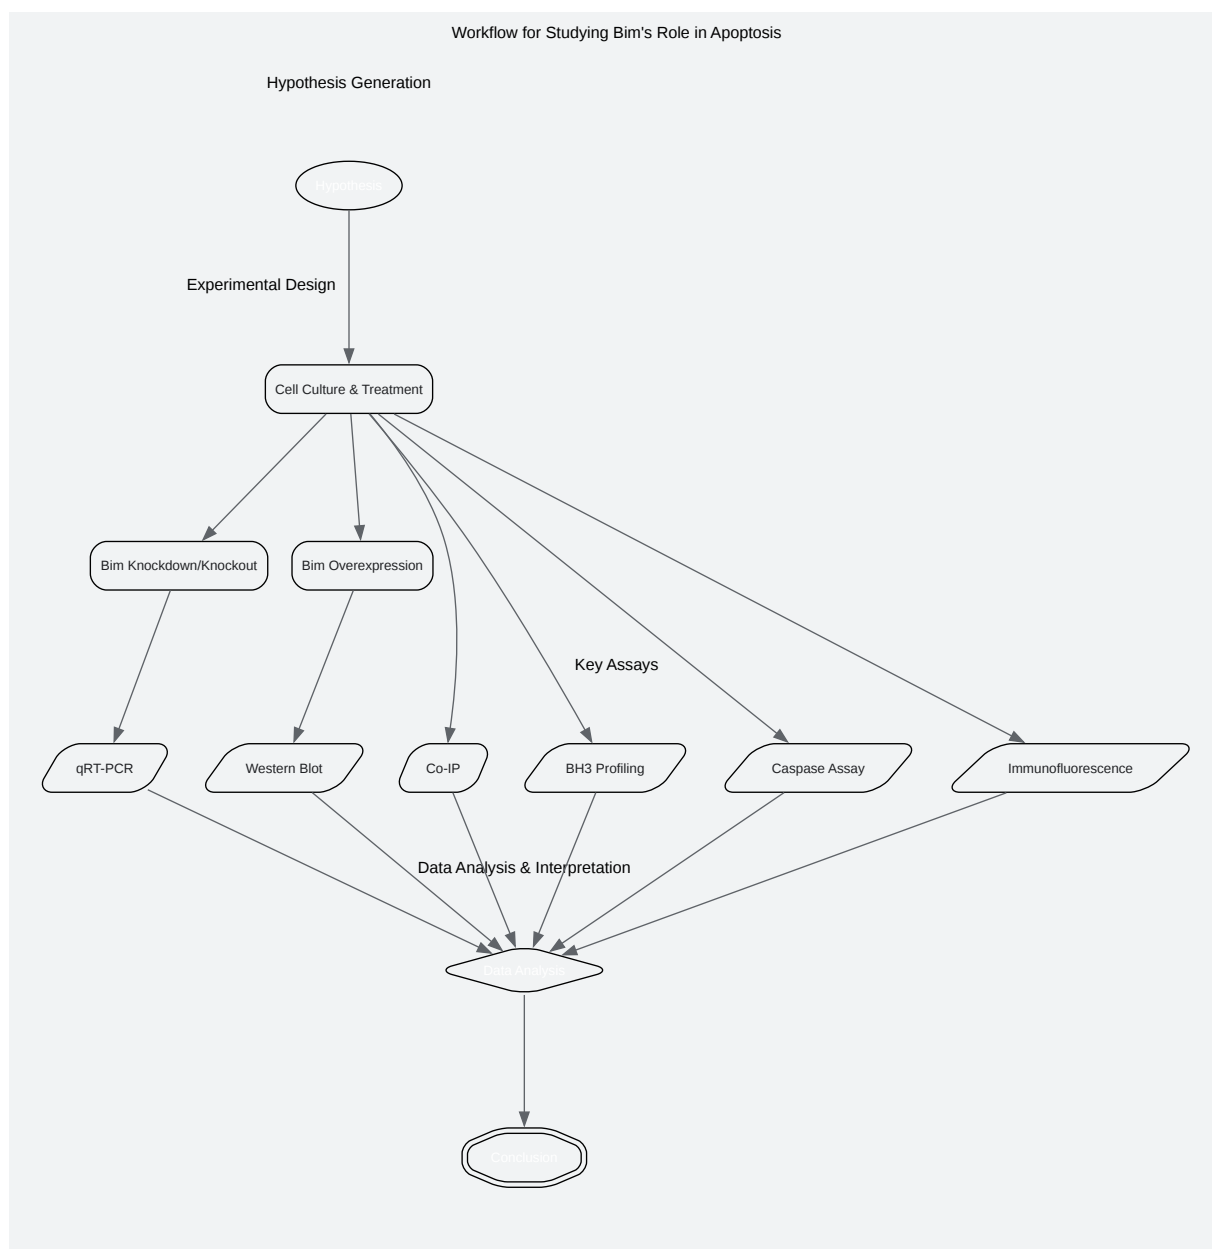 Workflow for Studying Bim's Role in Apoptosis
Hypothesis Generation
Hypothesis
Experimental Design
Cell Culture & Treatment
Bim Knockdown/Knockout
Bim Overexpression
Key Assays
qRT-PCR
Western Blot
Co-IP
BH3 Profiling
Caspase Assay
Immunofluorescence
Data Analysis & Interpretation
Data Analysis
Conclusion